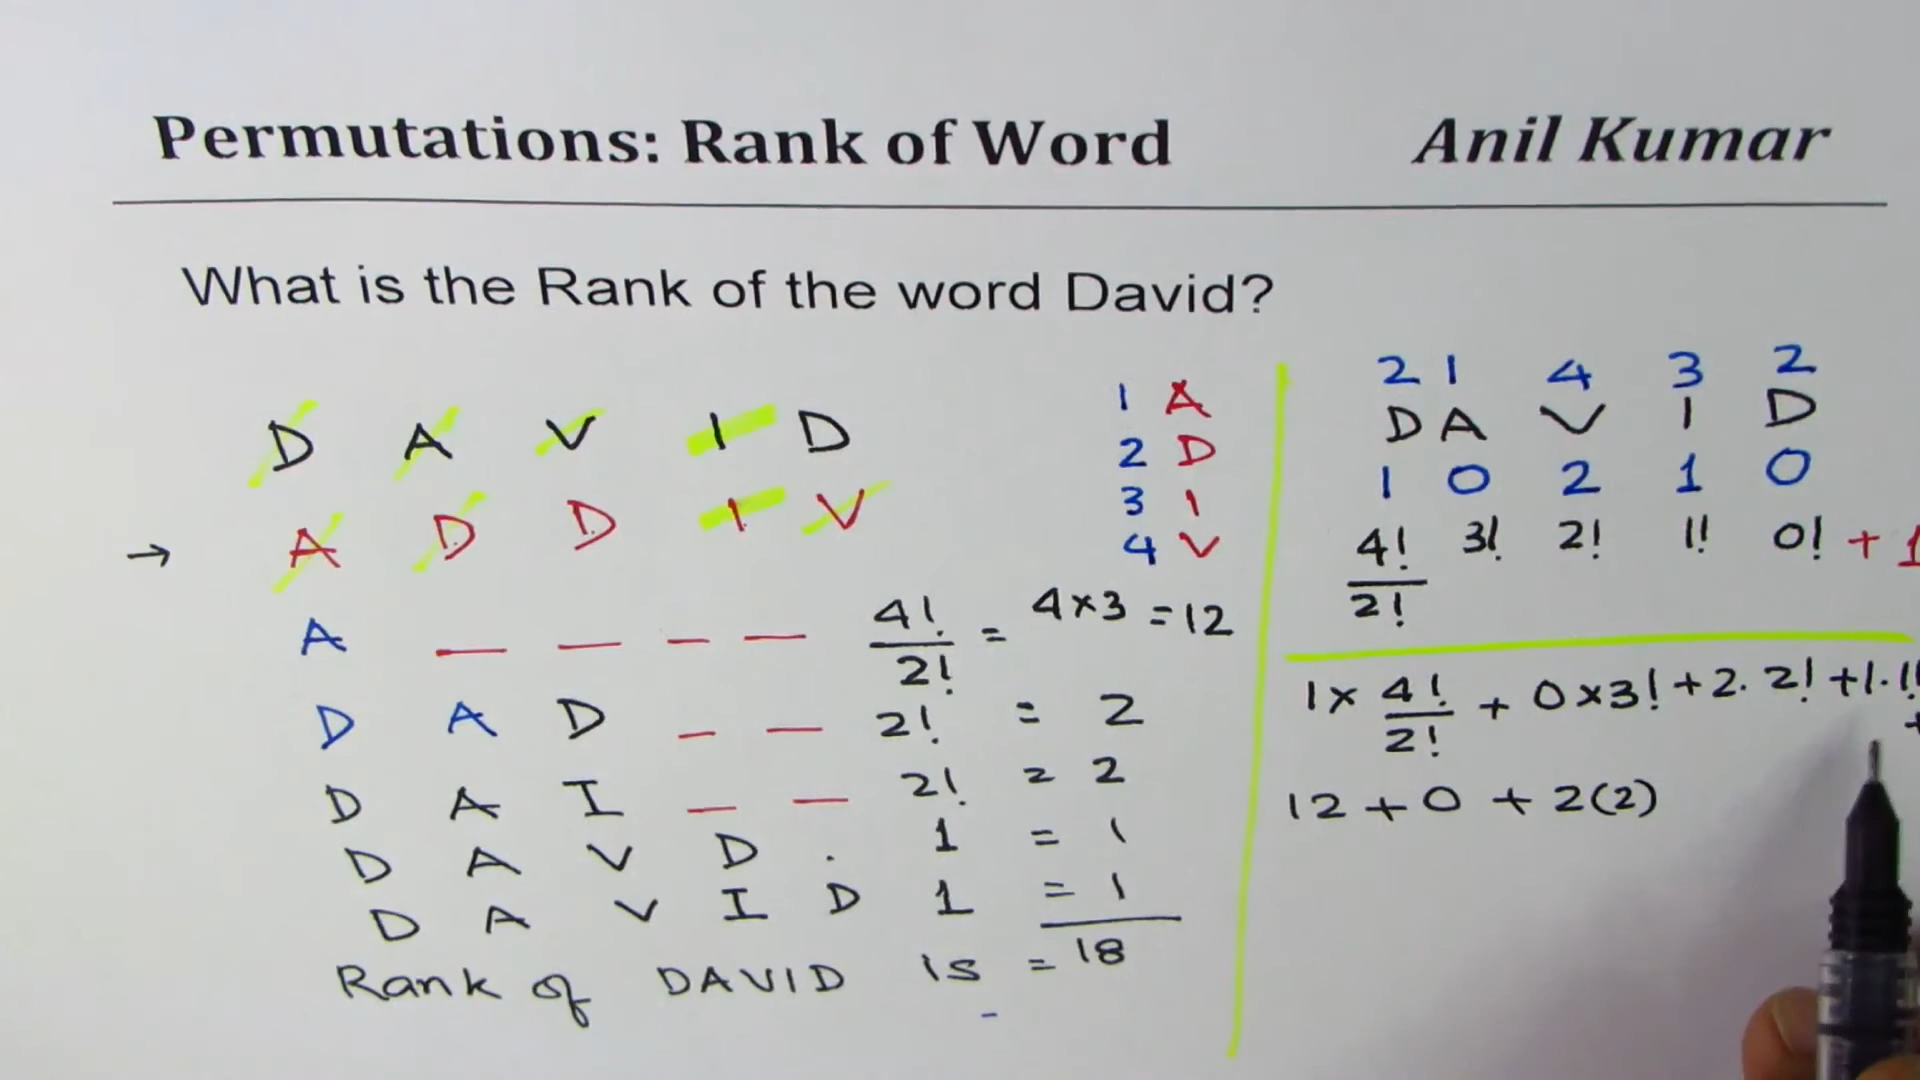 Permutations: Rank of Word Anil Kumar
What is the Rank of the word David?
D A V I D
→ A D D I V
A _ _ _ _ 4!/2! = 4×3 = 12
D A D _ _ 2! = 2
D A I _ _ 2! = 2
D A V D . 1 = 1
D A V I D 1 = 1
Rank of DAVID is = 18
1 A
2 D
3 I
4 V
2 1 4 3 2
D A V I D
1 0 2 1 0
4!/2! 3! 2! 1! 0! + 1
1 × 4!/2! + 0 × 3! + 2. 2! + 1. 1!
+
12 + 0 + 2(2)